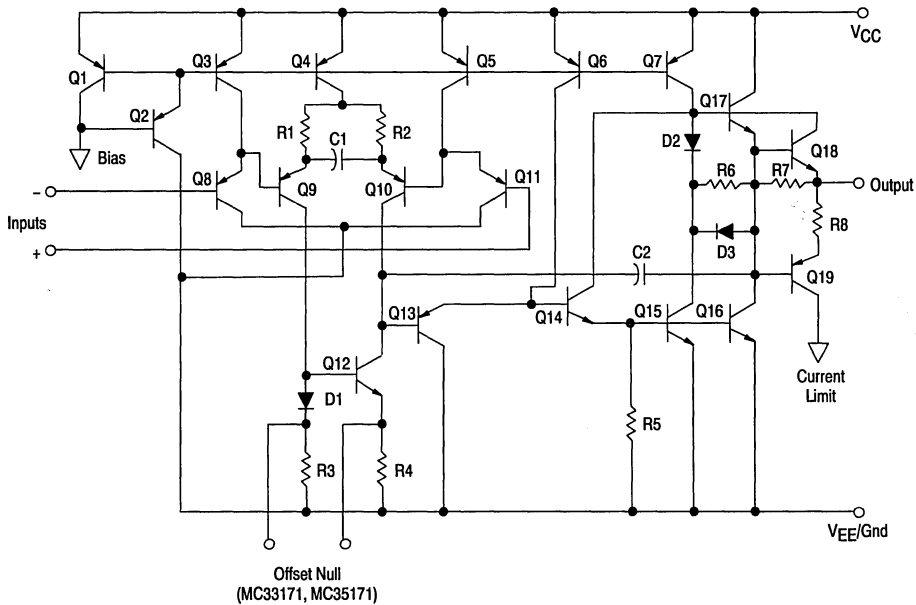 VCC
Q1
Q3
Q4
Q5
Q6
Q7
Q17
Q2
R1
C1
R2
D2
Q18
Bias
Q8
Q9
Q10
Q11
R6
R7
Output
−
Inputs
+
D3
R8
C2
Q19
Q13
Q14
Q15
Q16
Q12
D1
Current
Limit
R5
R3
R4
VEE/Gnd
Offset Null
(MC33171, MC35171)